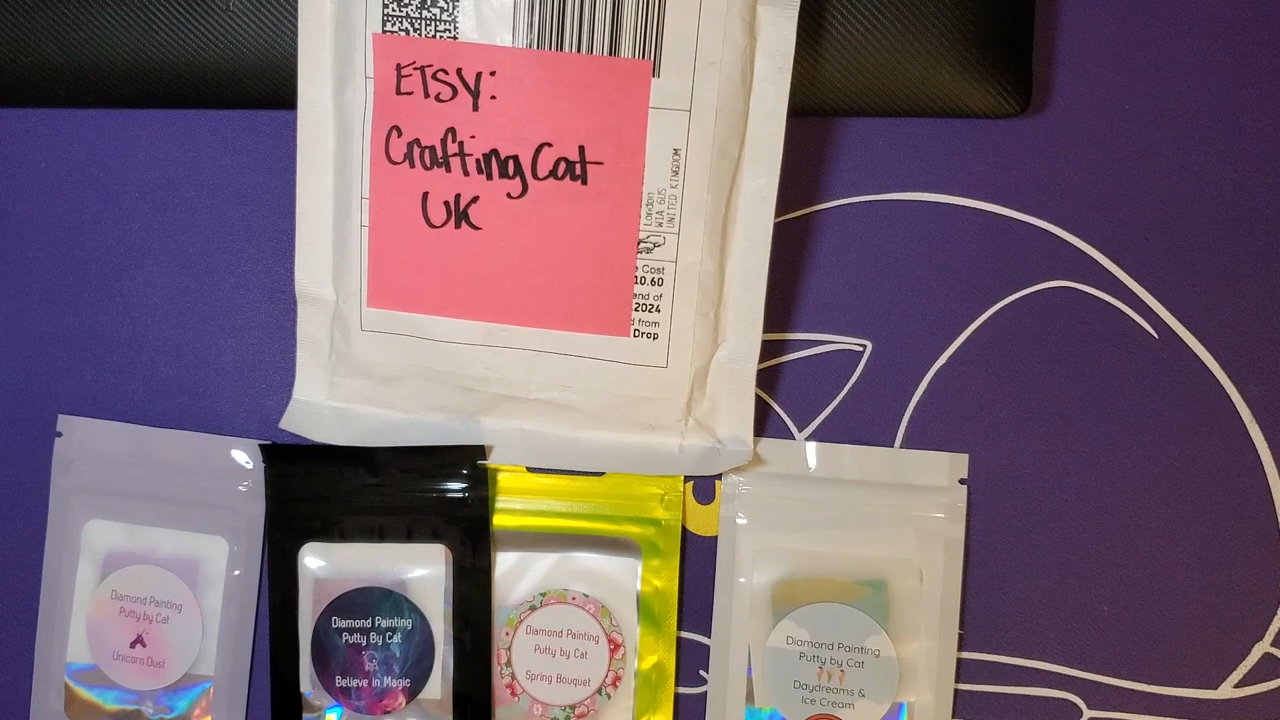 ETSY:
Crafting Cat
UK
London
W1A 6US
UNITED KINGDOM
Cost
10.60
2024
from
Drop
Diamond Painting
Putty by Cat
Unicorn Dust
Diamond Painting
Putty By Cat
Believe in Magic
Diamond Painting
Putty by Cat
Spring Bouquet
Diamond Painting
Putty by Cat
Daydreams &
Ice Cream